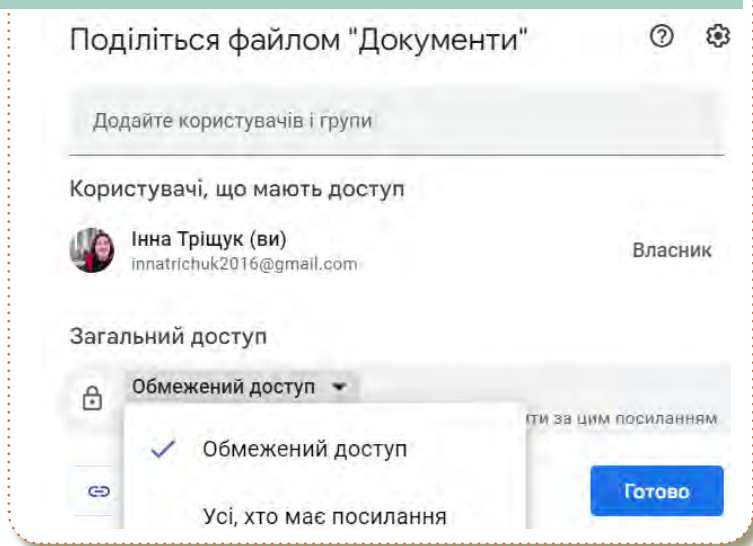 Поділіться файлом "Документи"
Додайте користувачів і групи
Користувачі, що мають доступ
Інна Тріщук (ви)
innatrichuk2016@gmail.com
Власник
Загальний доступ
Обмежений доступ
ти за цим посиланням
Обмежений доступ
Готово
Усі, хто має посилання